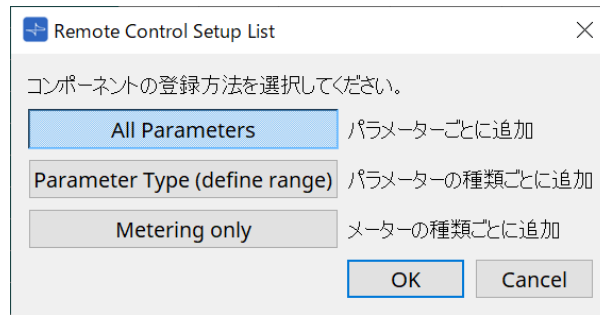 Remote Control Setup List
コンポーネントの登録方法を選択してください。
All Parameters パラメーターごとに追加
Parameter Type (define range) パラメーターの種類ごとに追加
Metering only メーターの種類ごとに追加
OK Cancel